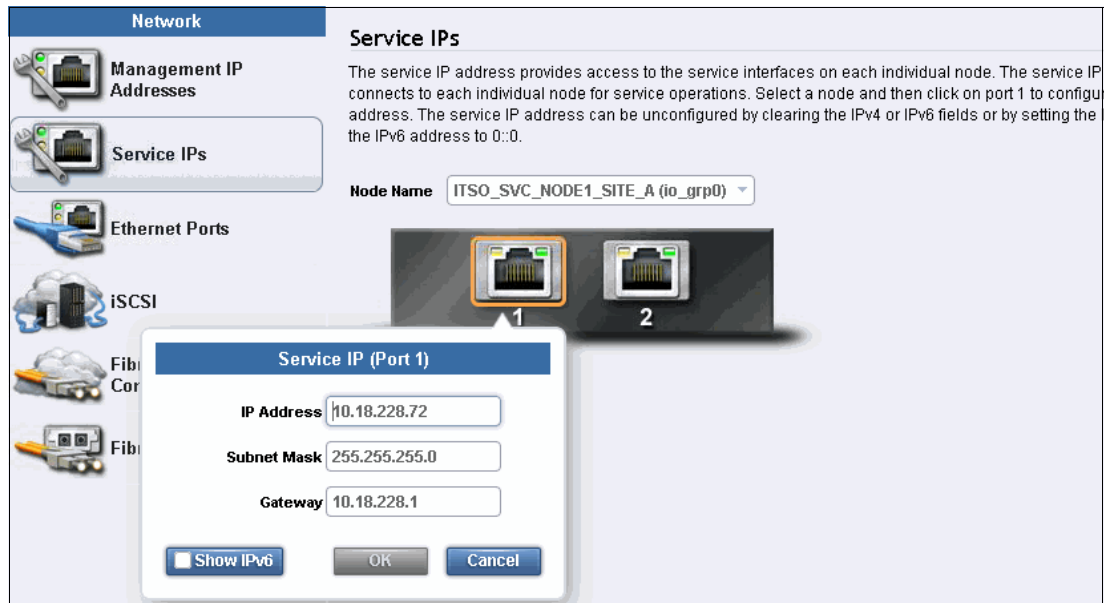 Network
Management IP
Addresses
Service IPs
Ethernet Ports
iSCSI
Service IPs
The service IP address provides access to the service interfaces on each individual node. The service IP
connects to each individual node for service operations. Select a node and then click on port 1 to
address. The service IP address can be unconfigured by clearing the IPv4 or IPv6 fields or by setting the
the IPv6 address to 0::0.
Node Name ITSO_SVC_NODE1_SITE_A (io_grp0)
1 2
Service IP (Port 1)
IP Address 10.18.228.72
Subnet Mask 255.255.255.0
Gateway 10.18.228.1
Show IPv6 OK Cancel